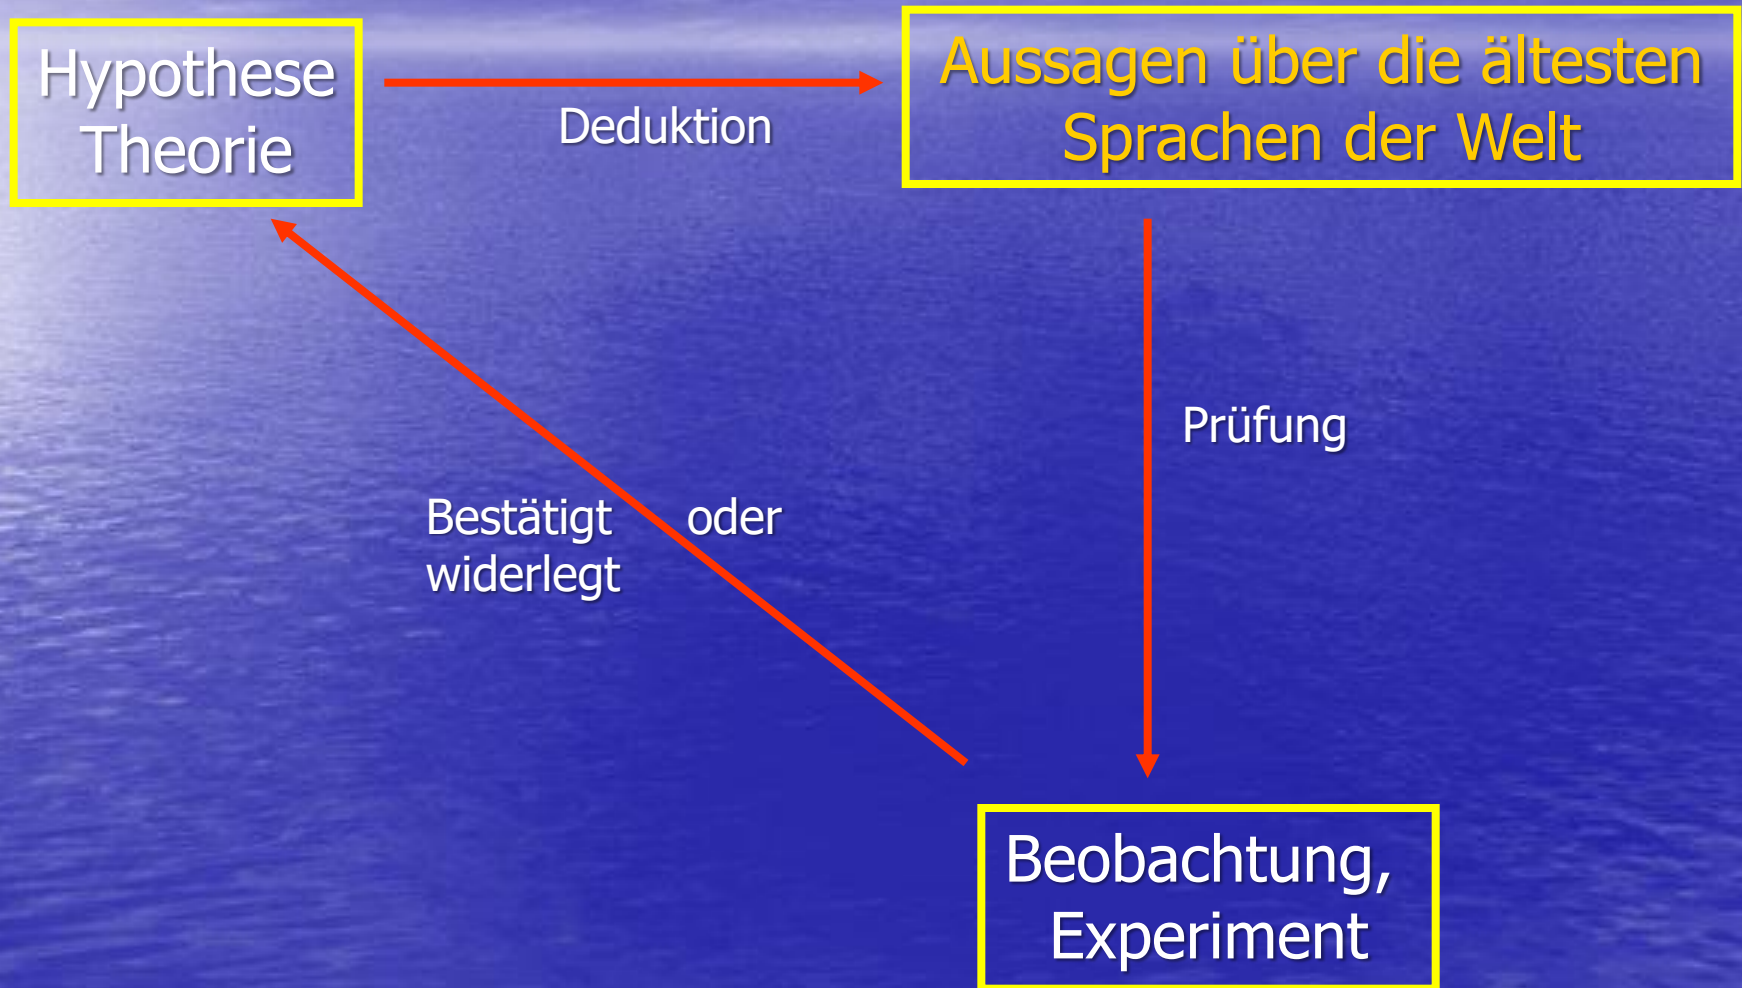 Hypothese
Theorie
Deduktion
Aussagen über die ältesten
Sprachen der Welt
Prüfung
Bestätigt oder
widerlegt
Beobachtung,
Experiment